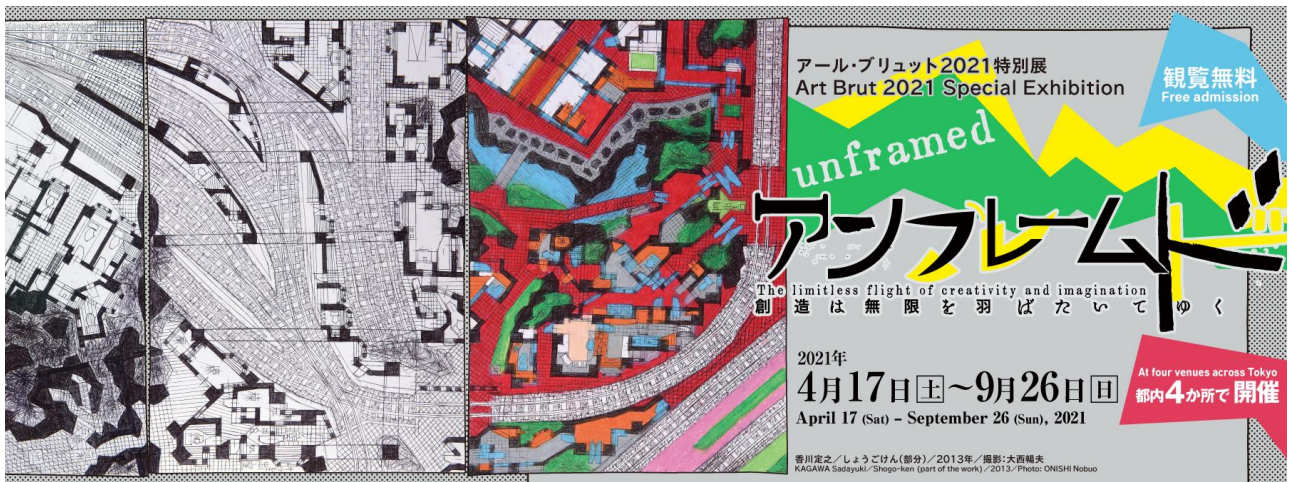 アール・ブリュット2021特別展
Art Brut 2021 Special Exhibition
観覧無料
Free admission
unframed
アンフレームド
The limitless flight of creativity and imagination
創造は無限を羽ばたいてゆく
2021年
4月17日土～9月26日日
April 17 (Sat) – September 26 (Sun), 2021
At four venues across Tokyo
都内4か所で開催
香川定之／しょうごけん(部分)／2013年／撮影：大西暢夫
KAGAWA Sadayuki／Shogo-ken (part of the work)／2013／Photo: ONISHI Nobuo